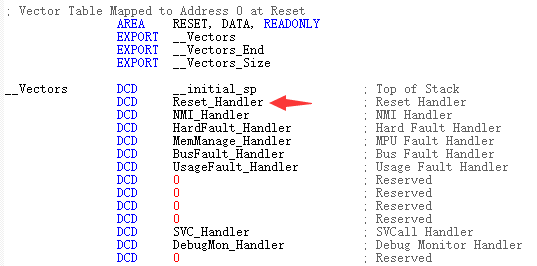 ; Vector Table Mapped to Address 0 at Reset
AREA RESET, DATA, READONLY
EXPORT __Vectors
EXPORT __Vectors_End
EXPORT __Vectors_Size
__Vectors DCD __initial_sp ; Top of Stack
DCD Reset_Handler ; Reset Handler
DCD NMI_Handler ; NMI Handler
DCD HardFault_Handler ; Hard Fault Handler
DCD MemManage_Handler ; MPU Fault Handler
DCD BusFault_Handler ; Bus Fault Handler
DCD UsageFault_Handler ; Usage Fault Handler
DCD 0 ; Reserved
DCD 0 ; Reserved
DCD 0 ; Reserved
DCD 0 ; Reserved
DCD SVC_Handler ; SVCall Handler
DCD DebugMon_Handler ; Debug Monitor Handler
DCD 0 ; Reserved